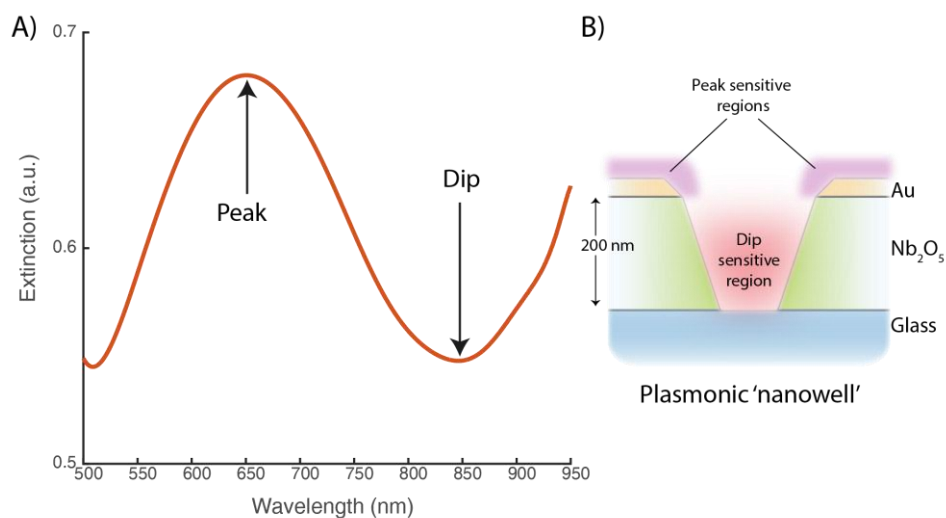 A)
0.7
0.6
0.5
Extinction (a.u.)
Peak
Dip
500
550
600
650
700
750
800
850
900
950
Wavelength (nm)
B)
Peak sensitive
regions
Au
200 nm
Nb₂O₅
Dip
sensitive
region
Glass
Plasmonic 'nanowell'